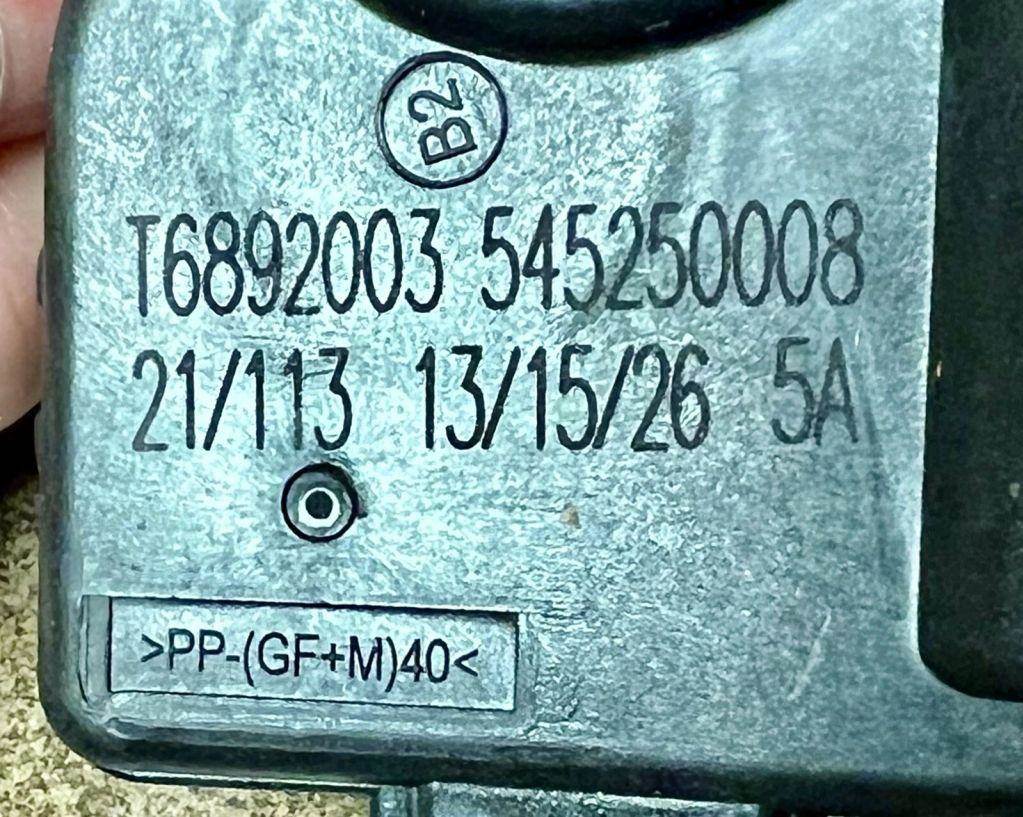 B2
T6892003 545250008
21/113 13/15/26 5A
>PP-(GF+M)40<